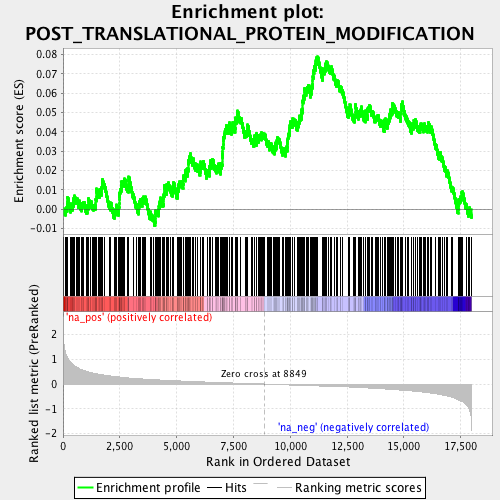 Enrichment plot:
POST_TRANSLATIONAL_PROTEIN_MODIFICATION
Enrichment score (ES)
0.08
0.07
0.06
0.05
0.04
0.03
0.02
0.01
0.00
-0.01
'na_pos' (positively correlated)
Ranked list metric (PreRanked)
2
1
0
-1
-2
Zero cross at 8849
'na_neg' (negatively correlated)
0
2,500
5,000
7,500
10,000
12,500
15,000
17,500
Rank in Ordered Dataset
Enrichment profile
Hits
Ranking metric scores